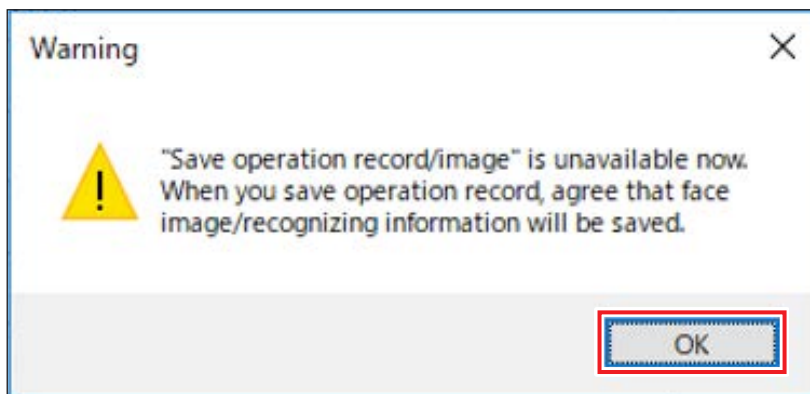 Warning
"Save operation record/image" is unavailable now.
When you save operation record, agree that face
image/recognizing information will be saved.
OK